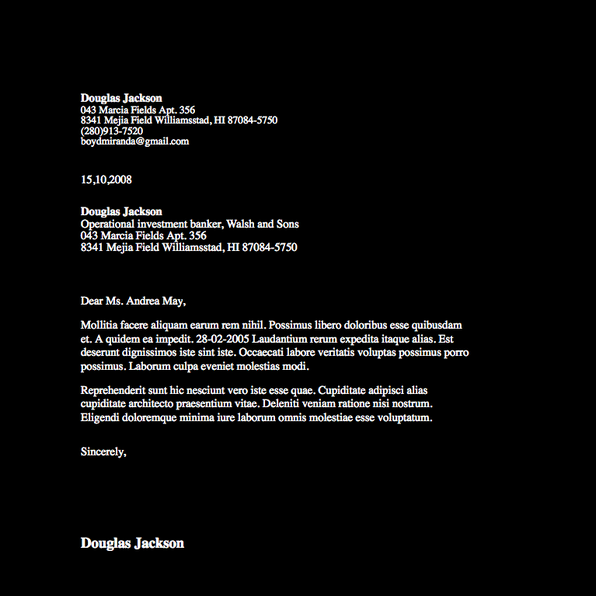 Douglas Jackson
043 Marcia Fields Apt. 356
8341 Mejia Field Williamsstad, HI 87084-5750
(280)913-7520
boydmiranda@gmail.com
15,10,2008
Douglas Jackson
Operational investment banker, Walsh and Sons
043 Marcia Fields Apt. 356
8341 Mejia Field Williamsstad, HI 87084-5750
Dear Ms. Andrea May,
Mollitia facere aliquam earum rem nihil. Possimus libero doloribus esse quibusdam
et. A quidem ea impedit. 28-02-2005 Laudantium rerum expedita itaque alias. Est
deserunt dignissimos iste sint iste. Occaecati labore veritatis voluptas possimus porro
possimus. Laborum culpa eveniet molestias modi.
Reprehenderit sunt hic nesciunt vero iste esse quae. Cupiditate adipisci alias
cupiditate architecto praesentium vitae. Deleniti veniam ratione nisi nostrum.
Eligendi doloremque minima iure laborum omnis molestiae esse voluptatum.
Sincerely,
Douglas Jackson